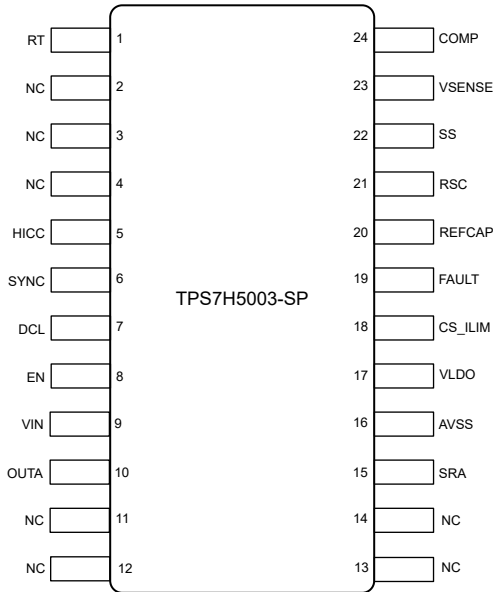 RT 1 24 COMP
NC 2 23 VSENSE
NC 3 22 SS
NC 4 21 RSC
HICC 5 20 REFCAP
SYNC 6 19 FAULT
TPS7H5003-SP
DCL 7 18 CS_ILIM
EN 8 17 VLDO
VIN 9 16 AVSS
OUTA 10 15 SRA
NC 11 14 NC
NC 12 13 NC